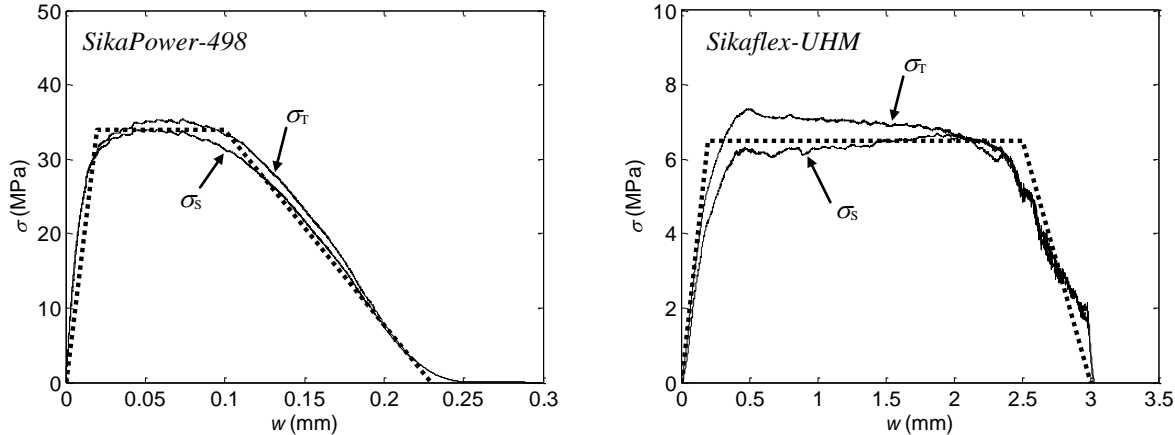 SikaPower-498
σT
σS
σ (MPa)
50
40
30
20
10
0
0 0.05 0.1 0.15 0.2 0.25 0.3
w (mm)
Sikaflex-UHM
σT
σS
σ (MPa)
10
8
6
4
2
0
0 0.5 1 1.5 2 2.5 3 3.5
w (mm)